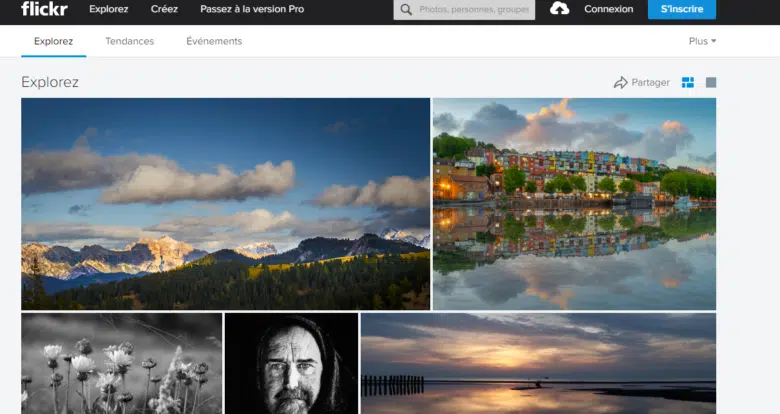 flickr Explorez Créez Passez à la version Pro Photos, personnes, groupes Connexion S'inscrire
Explorez Tendances Événements Plus
Explorez Partager